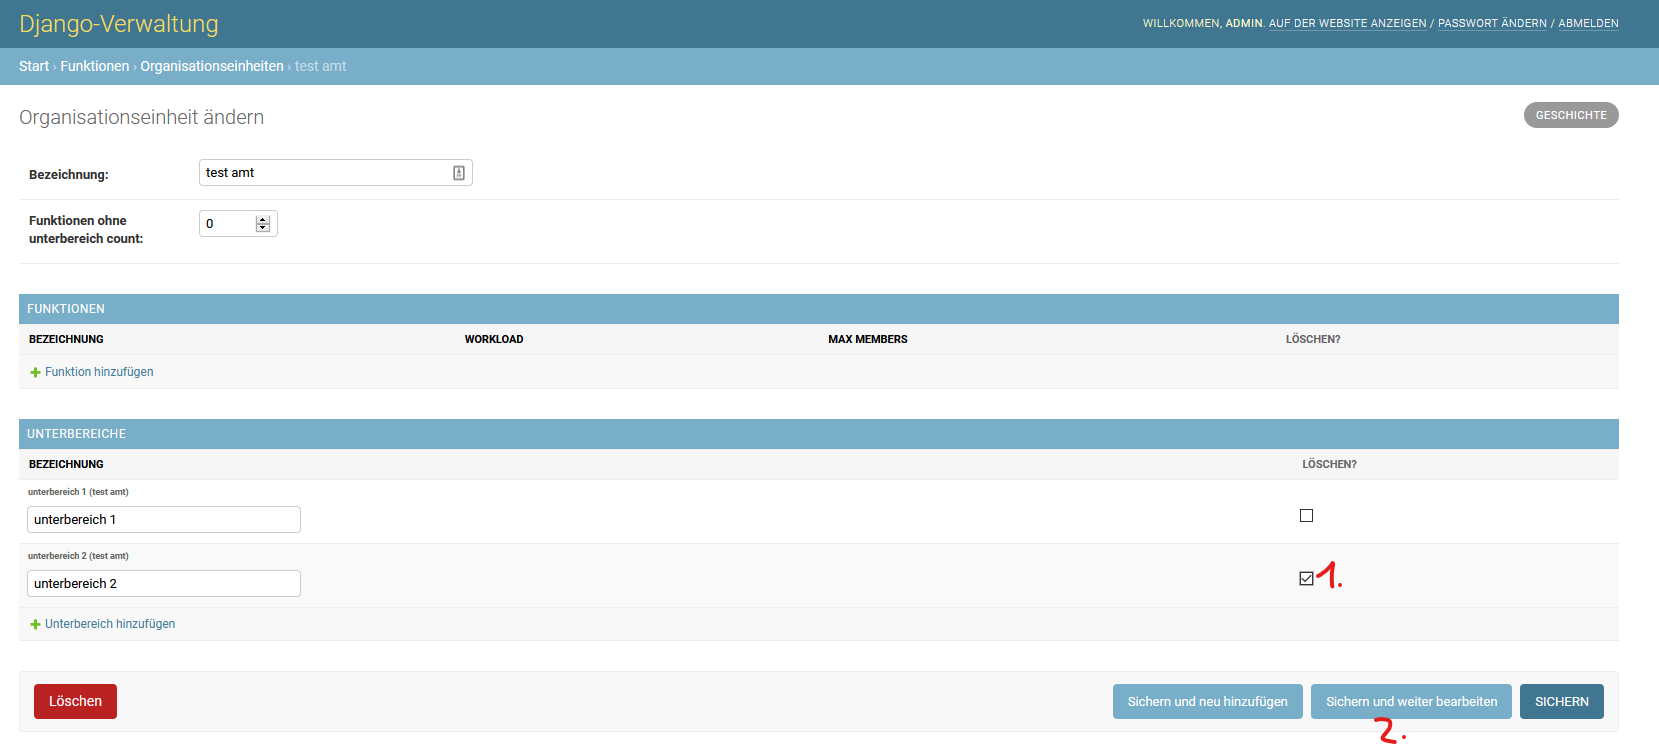 Django-Verwaltung
WILLKOMMEN, ADMIN. AUF DER WEBSITE ANZEIGEN / PASSWORT ÄNDERN / ABMELDEN
Start › Funktionen › Organisationseinheiten › test amt
Organisationseinheit ändern
GESCHICHTE
Bezeichnung:
test amt
Funktionen ohne
unterbereich count:
0
FUNKTIONEN
BEZEICHNUNG WORKLOAD MAX MEMBERS LÖSCHEN?
Funktion hinzufügen
UNTERBEREICHE
BEZEICHNUNG LÖSCHEN?
unterbereich 1 (test amt)
unterbereich 1
unterbereich 2 (test amt)
unterbereich 2
1.
Unterbereich hinzufügen
Löschen
Sichern und neu hinzufügen
Sichern und weiter bearbeiten
SICHERN
2.